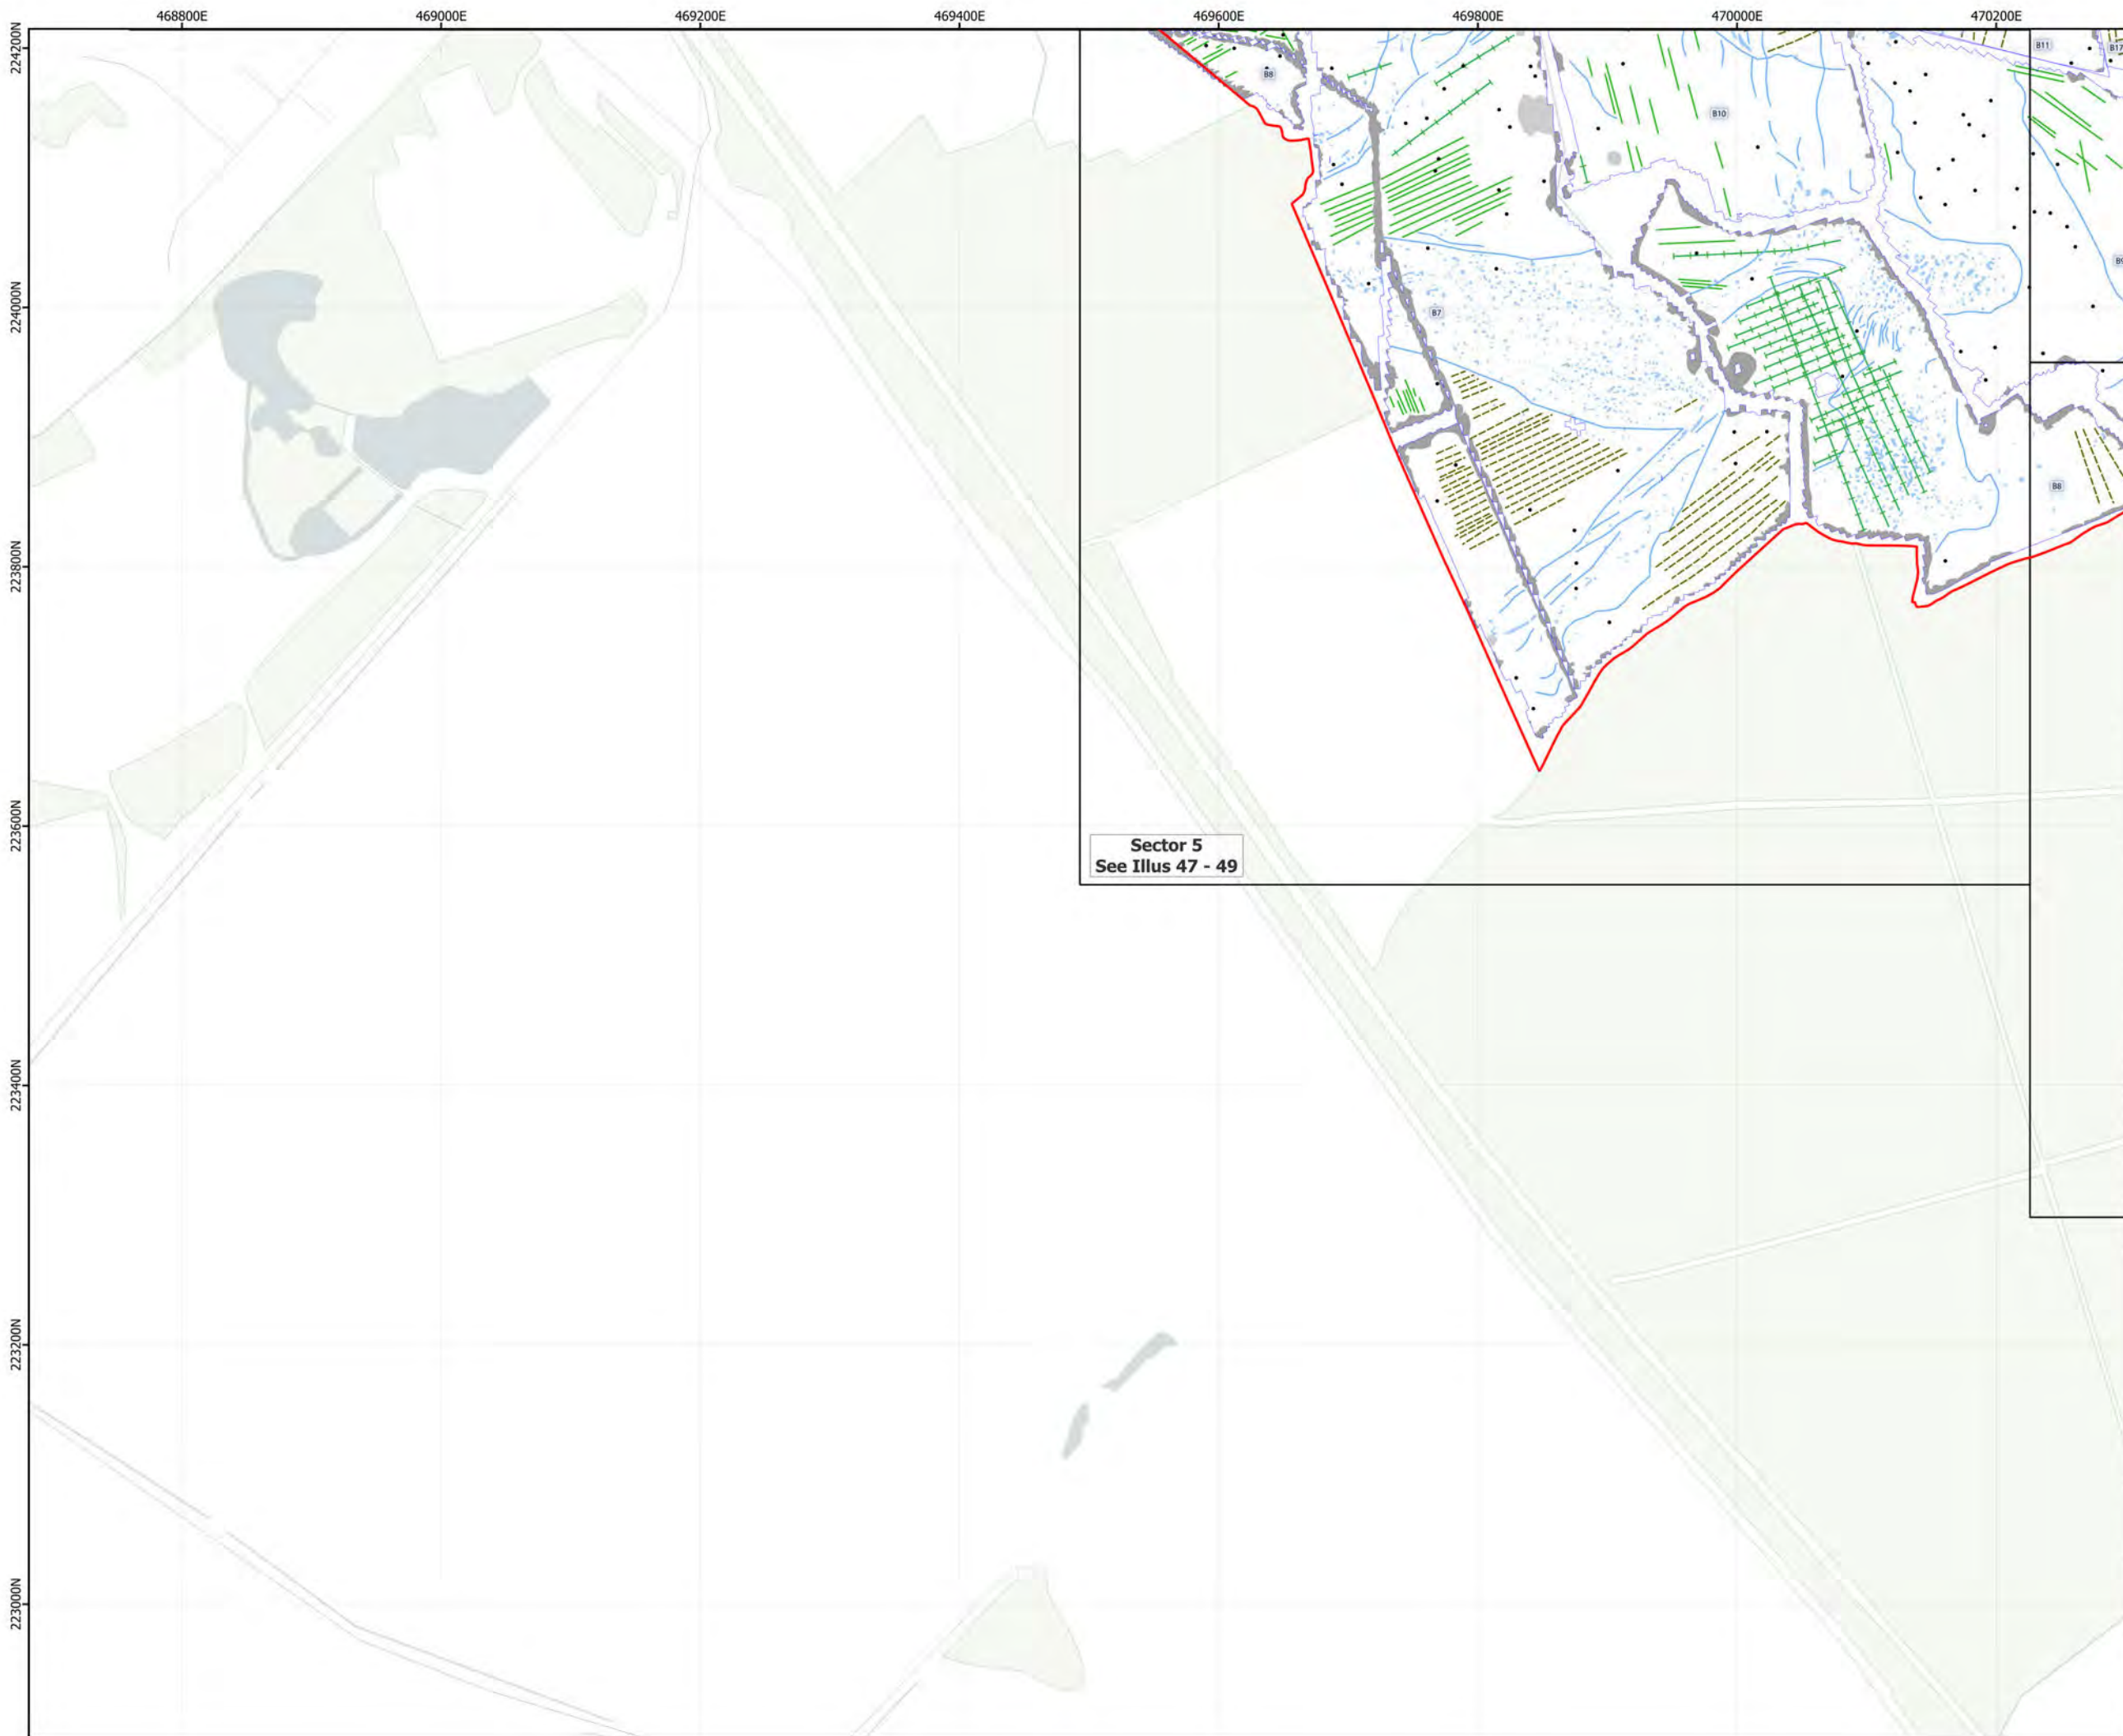 468800E 469000E 469200E 469400E 469600E 469800E 470000E 470200E
224200N
B11
B8
B10
224000N
B7
B8
223800N
223600N
Sector 5
See Illus 47 - 49
223400N
223200N
223000N